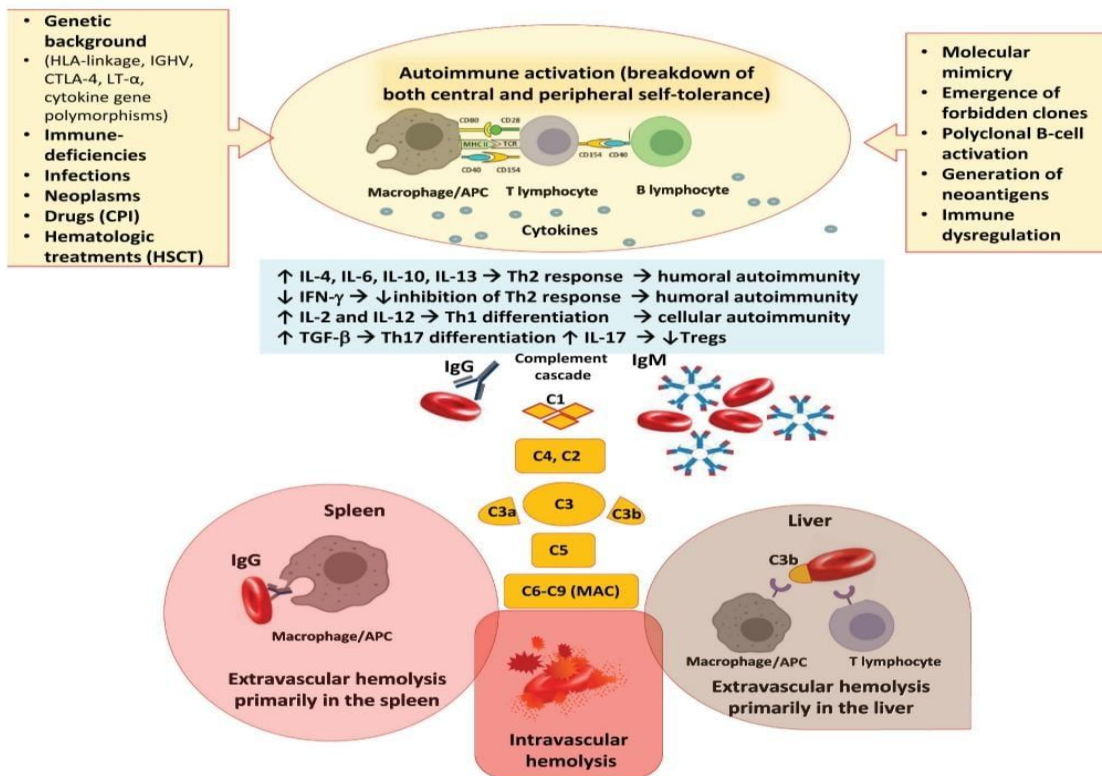 • Genetic
background
• (HLA-linkage, IGHV,
CTLA-4, LT-α,
cytokine gene
polymorphisms)
• Immune-
deficiencies
• Infections
• Neoplasms
• Drugs (CPI)
• Hematologic
treatments (HSCT)
Autoimmune activation (breakdown of
both central and peripheral self-tolerance)
CD80 CD28
MHC II TCR
CD40 CD154
CD154 CD40
Macrophage/APC T lymphocyte B lymphocyte
Cytokines
• Molecular
mimicry
• Emergence of
forbidden clones
• Polyclonal B-cell
activation
• Generation of
neoantigens
• Immune
dysregulation
↑ IL-4, IL-6, IL-10, IL-13 → Th2 response → humoral autoimmunity
↓ IFN-γ → ↓inhibition of Th2 response → humoral autoimmunity
↑ IL-2 and IL-12 → Th1 differentiation → cellular autoimmunity
↑ TGF-β → Th17 differentiation ↑ IL-17 → ↓Tregs
IgG
Complement
cascade
IgM
C1
C4, C2
C3a C3 C3b
C5
C6-C9 (MAC)
Spleen
IgG
Macrophage/APC
Extravascular hemolysis
primarily in the spleen
Intravascular
hemolysis
Liver
C3b
Macrophage/APC T lymphocyte
Extravascular hemolysis
primarily in the liver